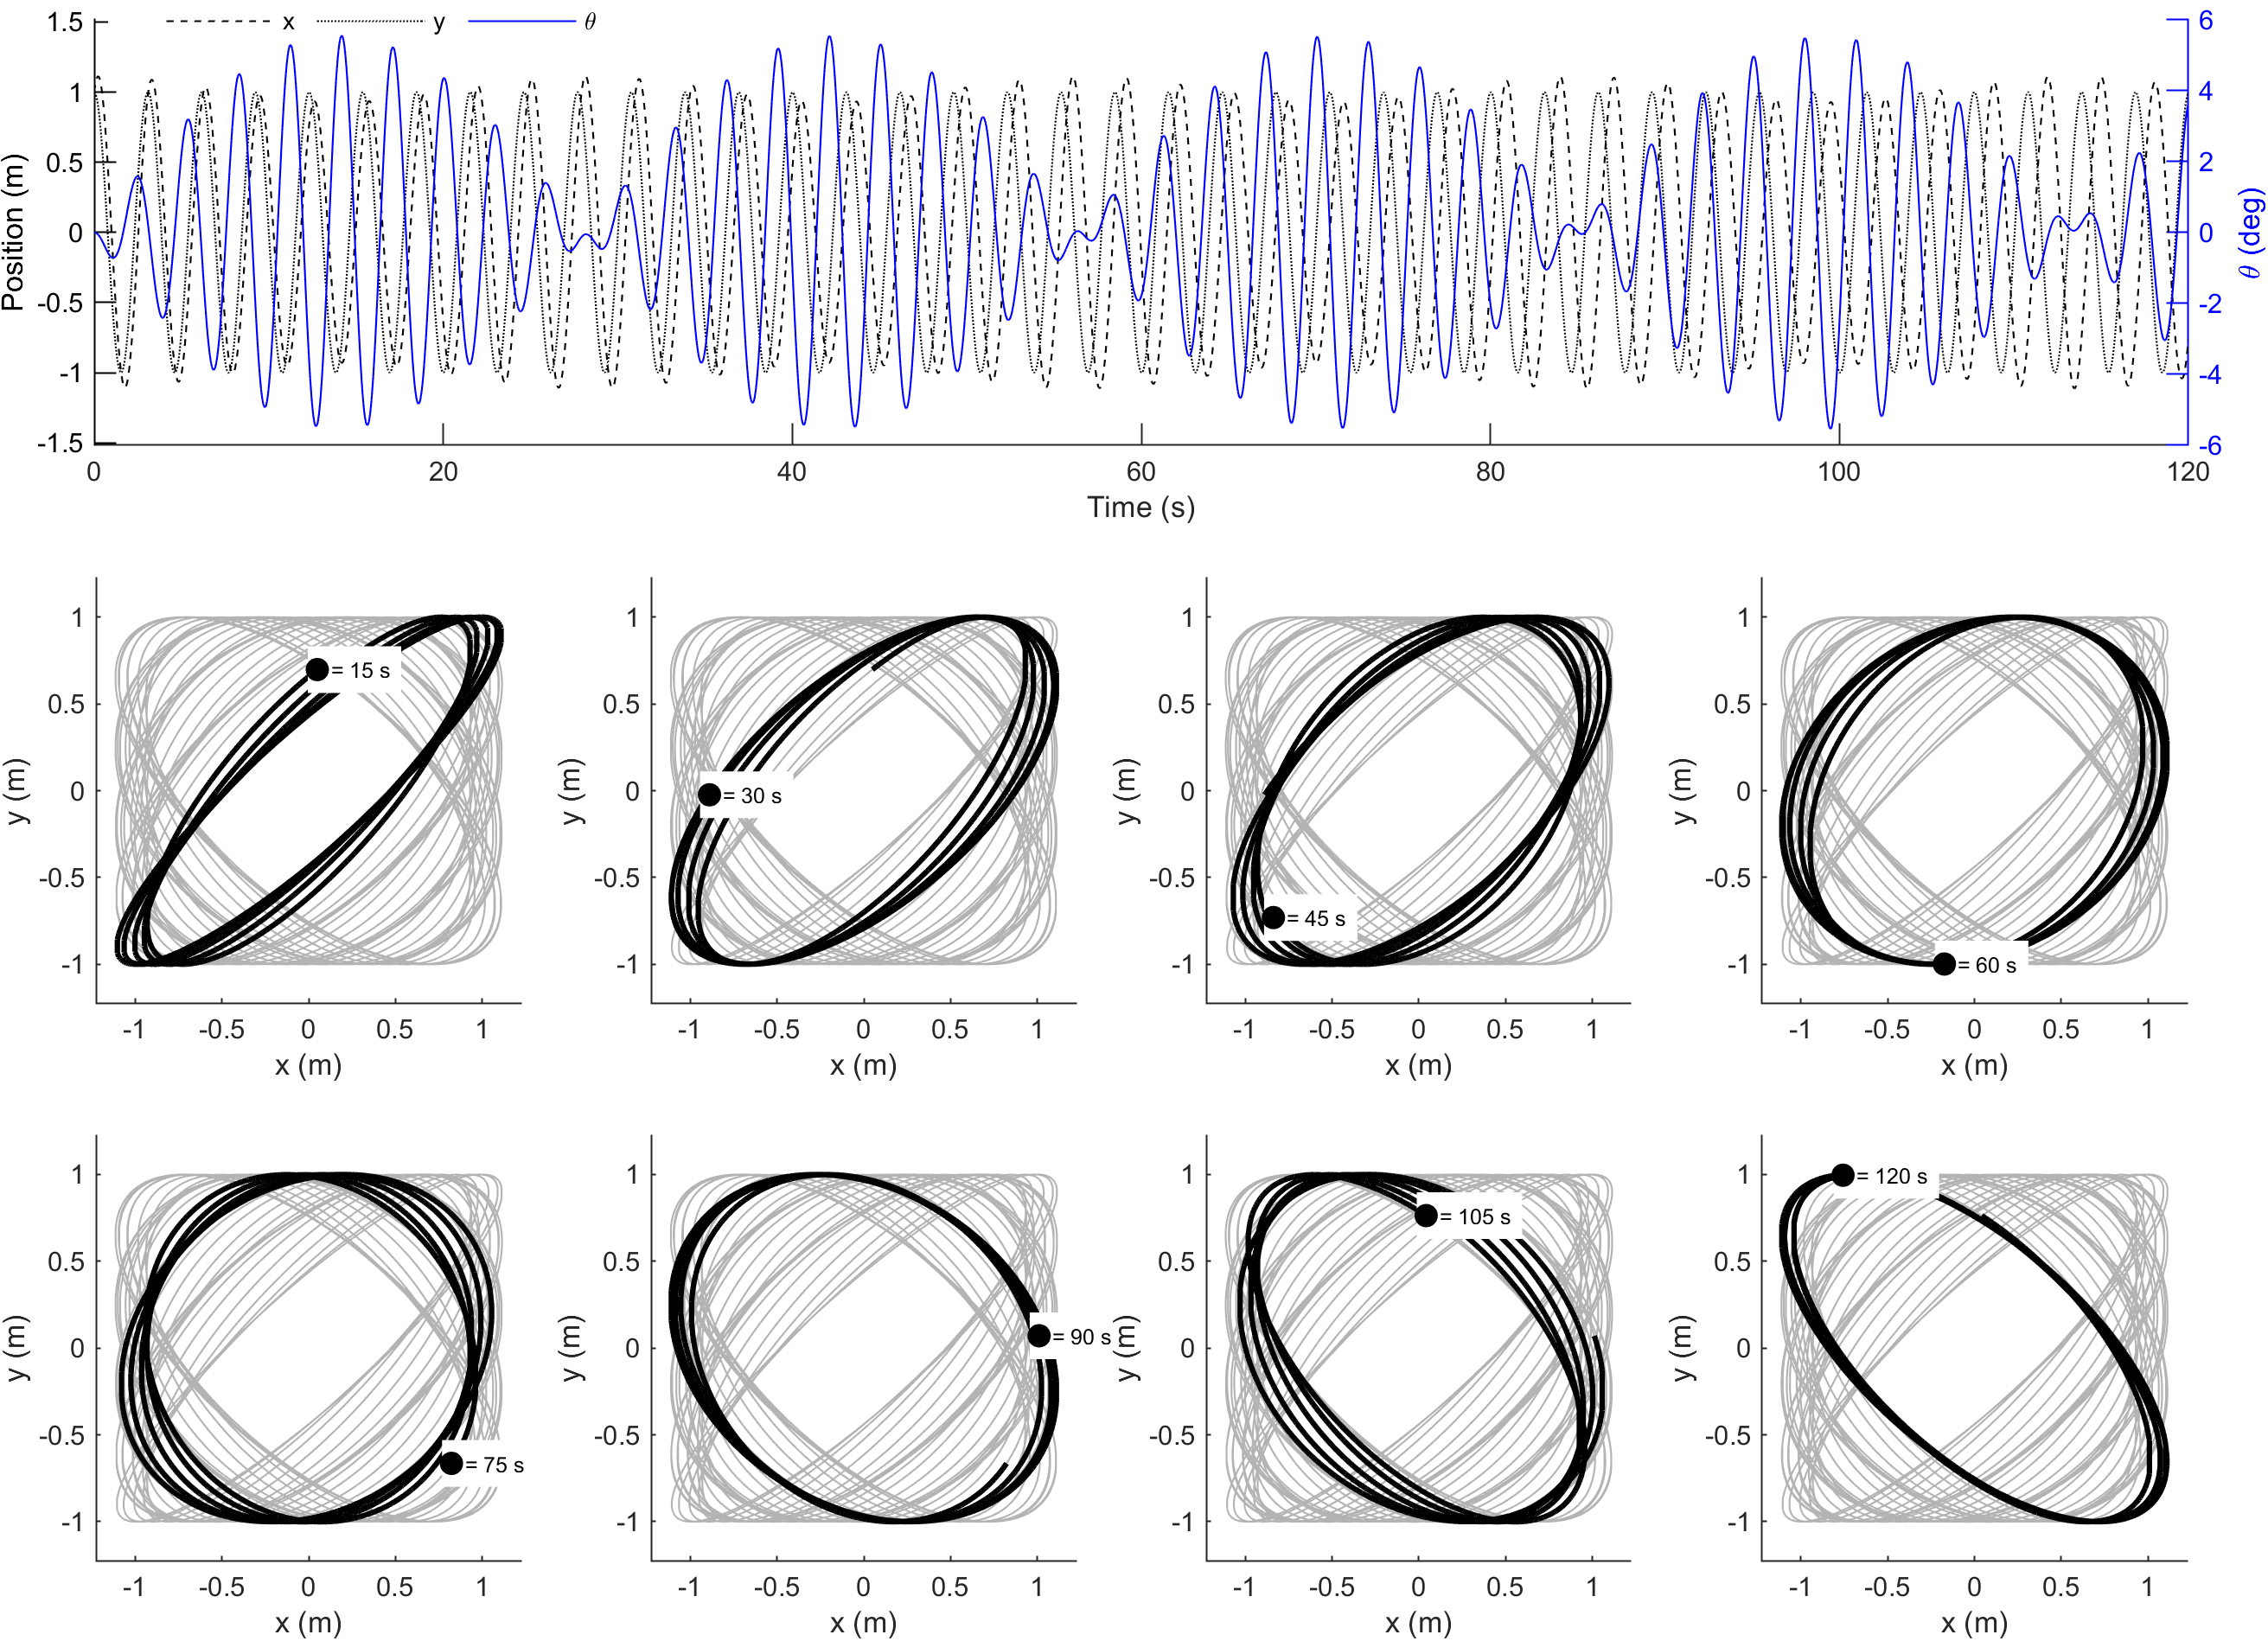 x y θ
1.5
1
0.5
0
-0.5
-1
-1.5
Position (m)
6
4
2
0
-2
-4
-6
θ (deg)
0 20 40 60 80 100 120
Time (s)
1
0.5
0
-0.5
-1
y (m)
= 15 s
-1 -0.5 0 0.5 1
x (m)
1
0.5
0
-0.5
-1
y (m)
= 30 s
-1 -0.5 0 0.5 1
x (m)
1
0.5
0
-0.5
-1
y (m)
= 45 s
-1 -0.5 0 0.5 1
x (m)
1
0.5
0
-0.5
-1
y (m)
= 60 s
-1 -0.5 0 0.5 1
x (m)
1
0.5
0
-0.5
-1
y (m)
= 75 s
-1 -0.5 0 0.5 1
x (m)
1
0.5
0
-0.5
-1
y (m)
= 90 s
-1 -0.5 0 0.5 1
x (m)
1
0.5
0
-0.5
-1
y (m)
= 105 s
-1 -0.5 0 0.5 1
x (m)
1
0.5
0
-0.5
-1
y (m)
= 120 s
-1 -0.5 0 0.5 1
x (m)